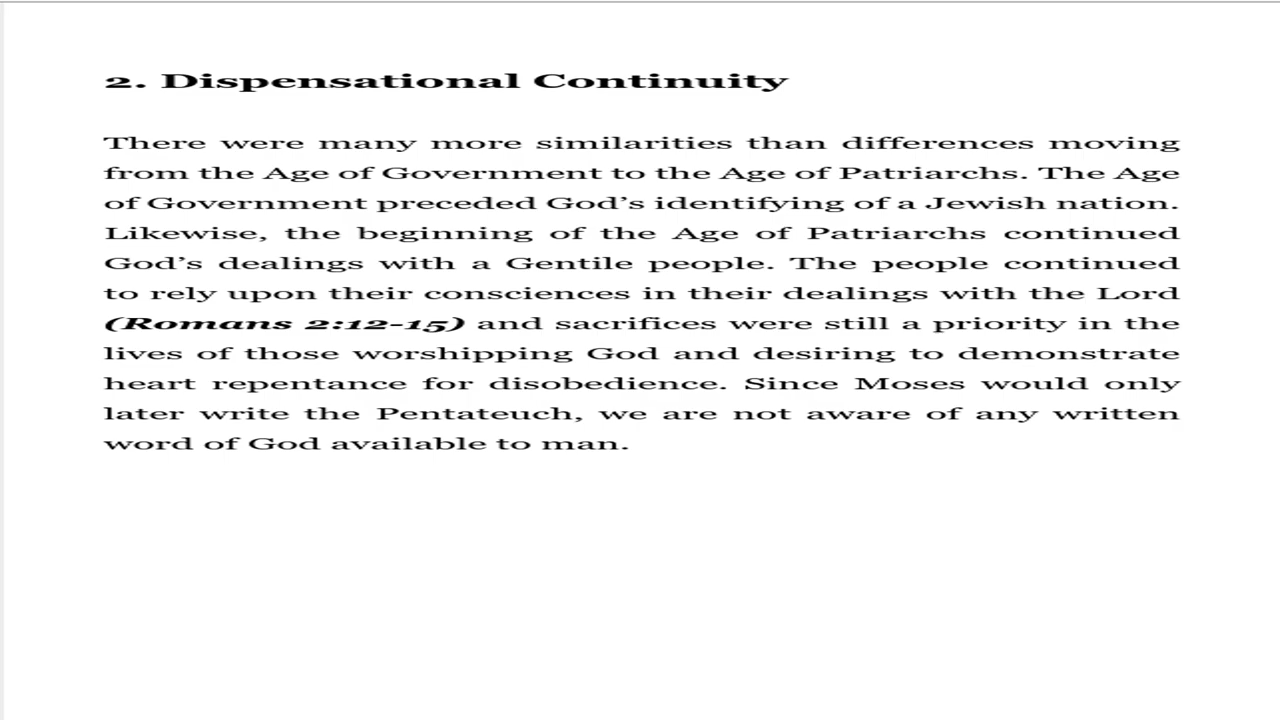 2. Dispensational Continuity
There were many more similarities than differences moving
from the Age of Government to the Age of Patriarchs. The Age
of Government preceded God’s identifying of a Jewish nation.
Likewise, the beginning of the Age of Patriarchs continued
God’s dealings with a Gentile people. The people continued
to rely upon their consciences in their dealings with the Lord
(Romans 2:12-15) and sacrifices were still a priority in the
lives of those worshipping God and desiring to demonstrate
heart repentance for disobedience. Since Moses would only
later write the Pentateuch, we are not aware of any written
word of God available to man.